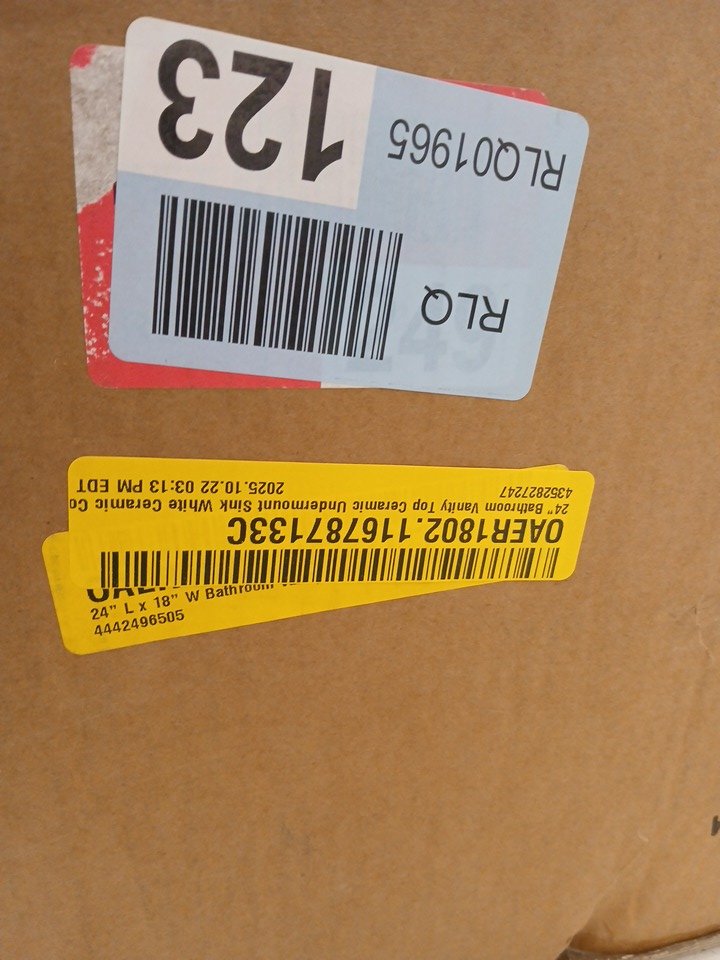 RLQ
RLQ01965
123
OAER1802.116787133C
24" Bathroom Vanity Top Ceramic Undermount Sink White Ceramic Co
4352827247
2025.10.22 03:13 PM EDT
24" L x 18" W Bathroom
4442496505